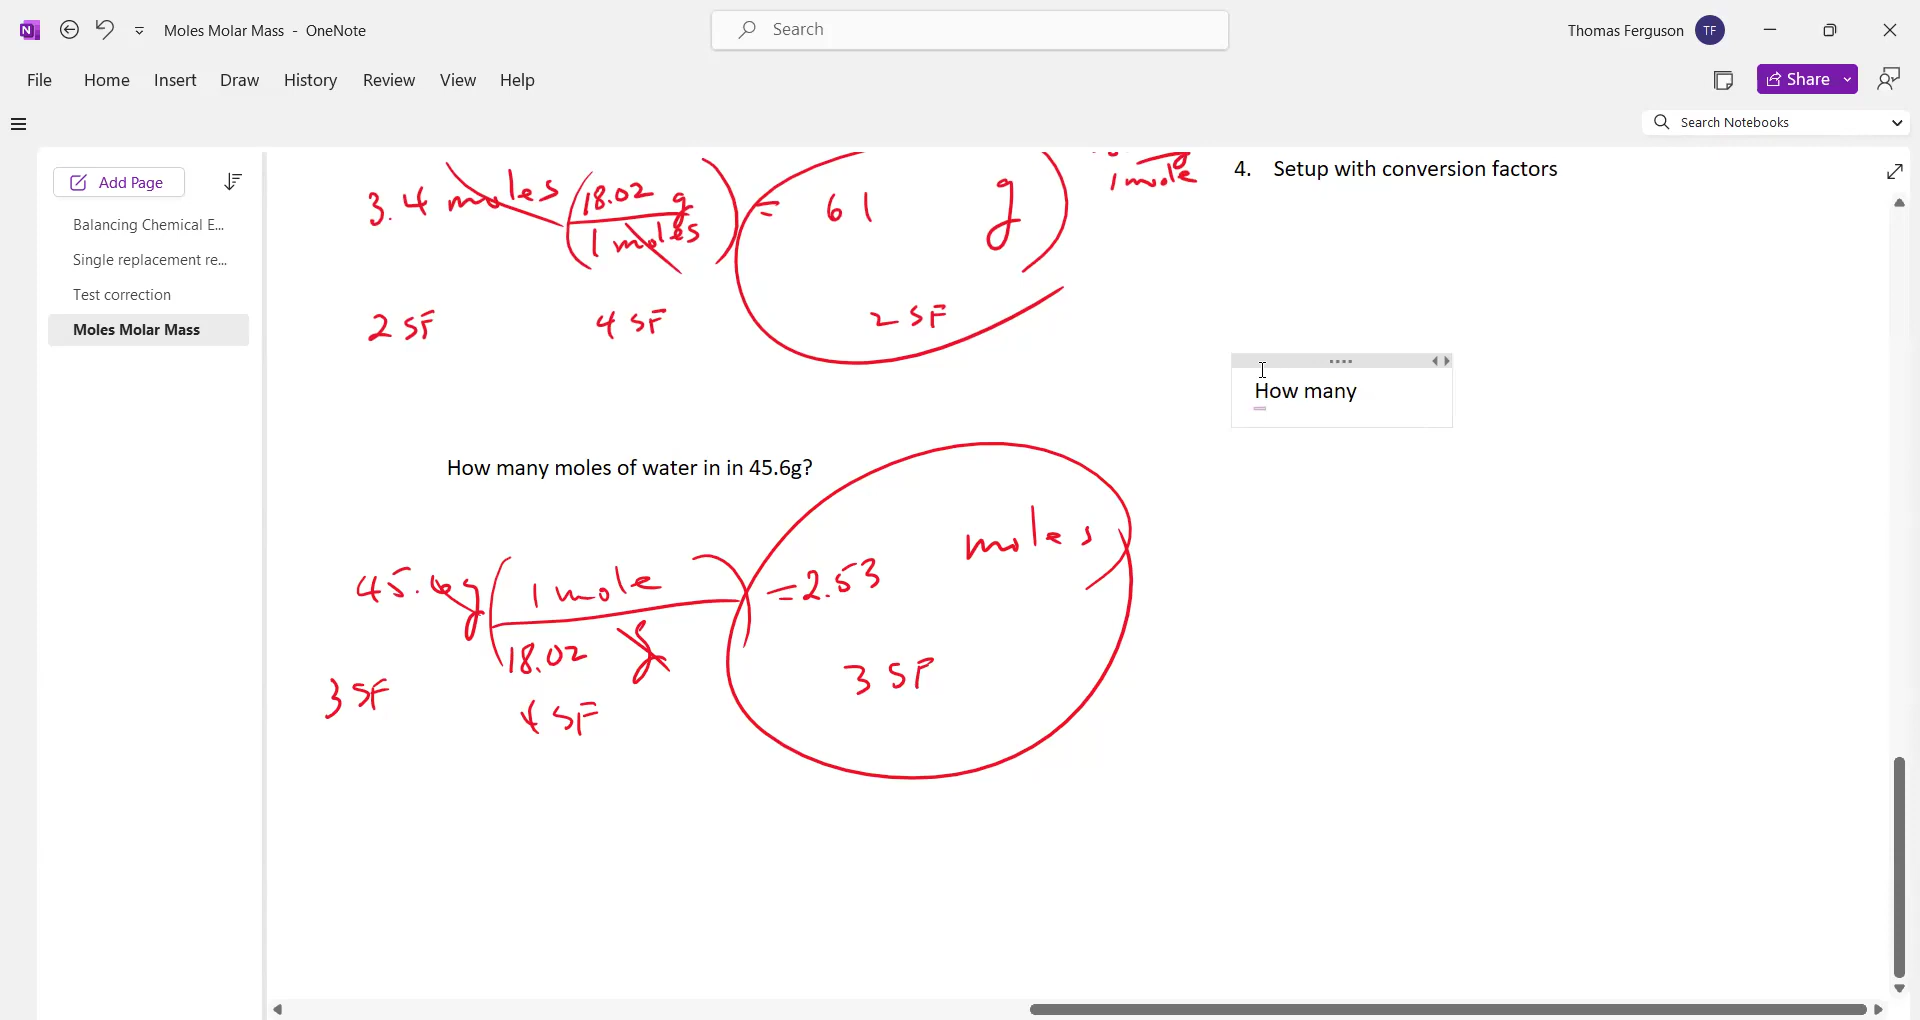 Moles Molar Mass - OneNote
Search
Thomas Ferguson TF
File Home Insert Draw History Review View Help
Share
Search Notebooks
Add Page
Balancing Chemical E...
Single replacement re...
Test correction
Moles Molar Mass
3.4 moles (18.02 g / 1 moles) = 61 g
1 mole
2 SF 4 SF 2 SF
4. Setup with conversion factors
How many
How many moles of water in in 45.6g?
45.6g (1 mole / 18.02 g) = 2.53 moles
3 SF 4 SF 3 SF